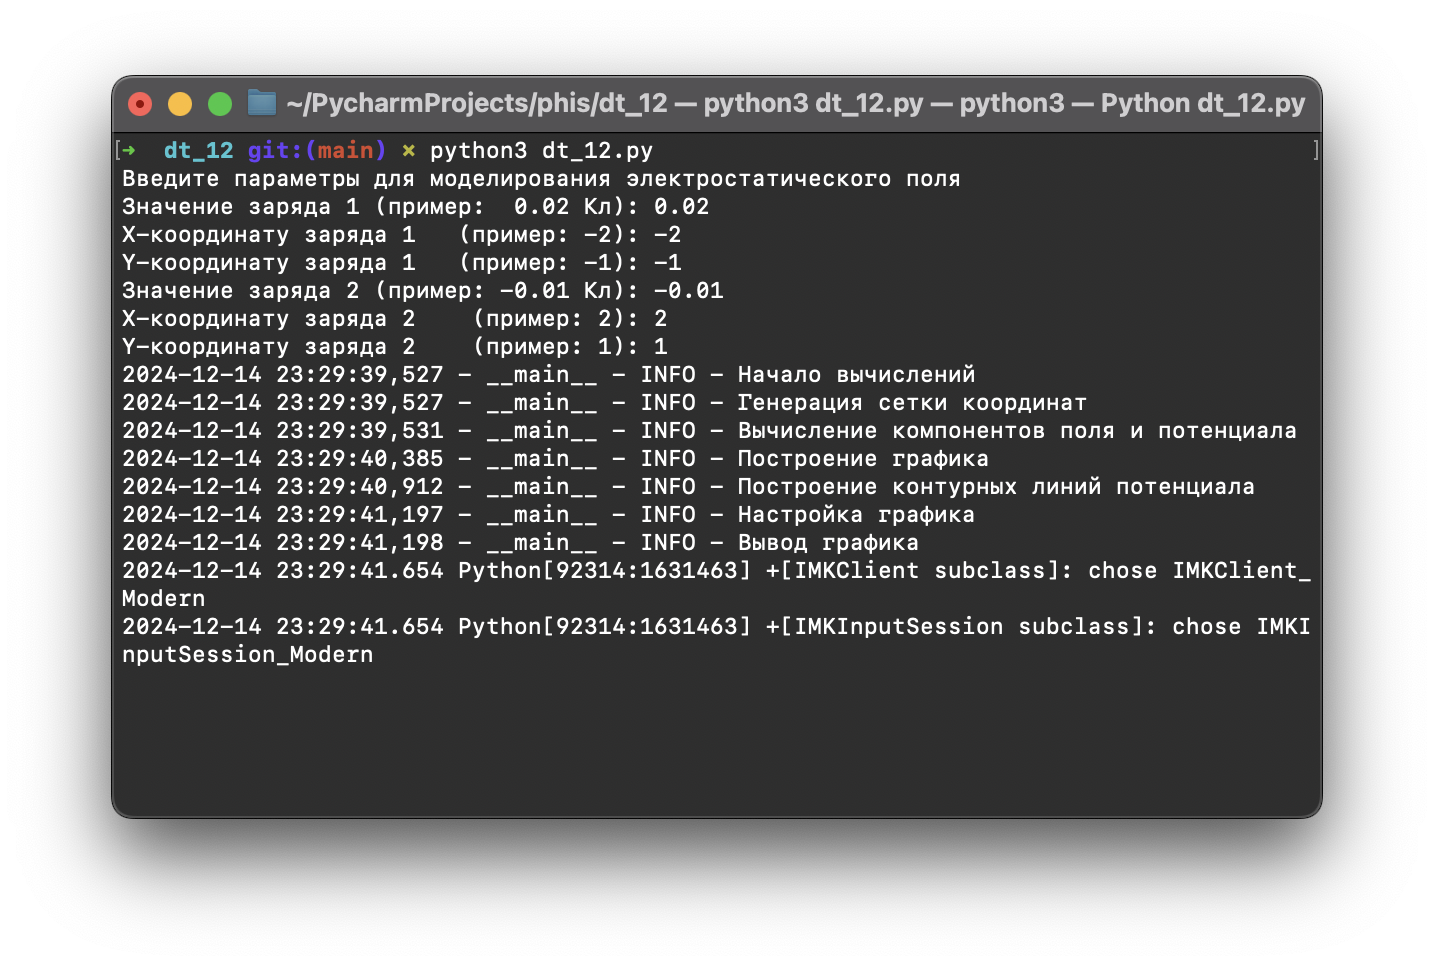 ~/PycharmProjects/phis/dt_12 — python3 dt_12.py — python3 — Python dt_12.py
[➜  dt_12 git:(main) ✗ python3 dt_12.py ]
Введите параметры для моделирования электростатического поля
Значение заряда 1 (пример:  0.02 Кл): 0.02
X-координату заряда 1   (пример: -2): -2
Y-координату заряда 1   (пример: -1): -1
Значение заряда 2 (пример: -0.01 Кл): -0.01
X-координату заряда 2    (пример: 2): 2
Y-координату заряда 2    (пример: 1): 1
2024-12-14 23:29:39,527 - __main__ - INFO - Начало вычислений
2024-12-14 23:29:39,527 - __main__ - INFO - Генерация сетки координат
2024-12-14 23:29:39,531 - __main__ - INFO - Вычисление компонентов поля и потенциала
2024-12-14 23:29:40,385 - __main__ - INFO - Построение графика
2024-12-14 23:29:40,912 - __main__ - INFO - Построение контурных линий потенциала
2024-12-14 23:29:41,197 - __main__ - INFO - Настройка графика
2024-12-14 23:29:41,198 - __main__ - INFO - Вывод графика
2024-12-14 23:29:41.654 Python[92314:1631463] +[IMKClient subclass]: chose IMKClient_
Modern
2024-12-14 23:29:41.654 Python[92314:1631463] +[IMKInputSession subclass]: chose IMKI
nputSession_Modern